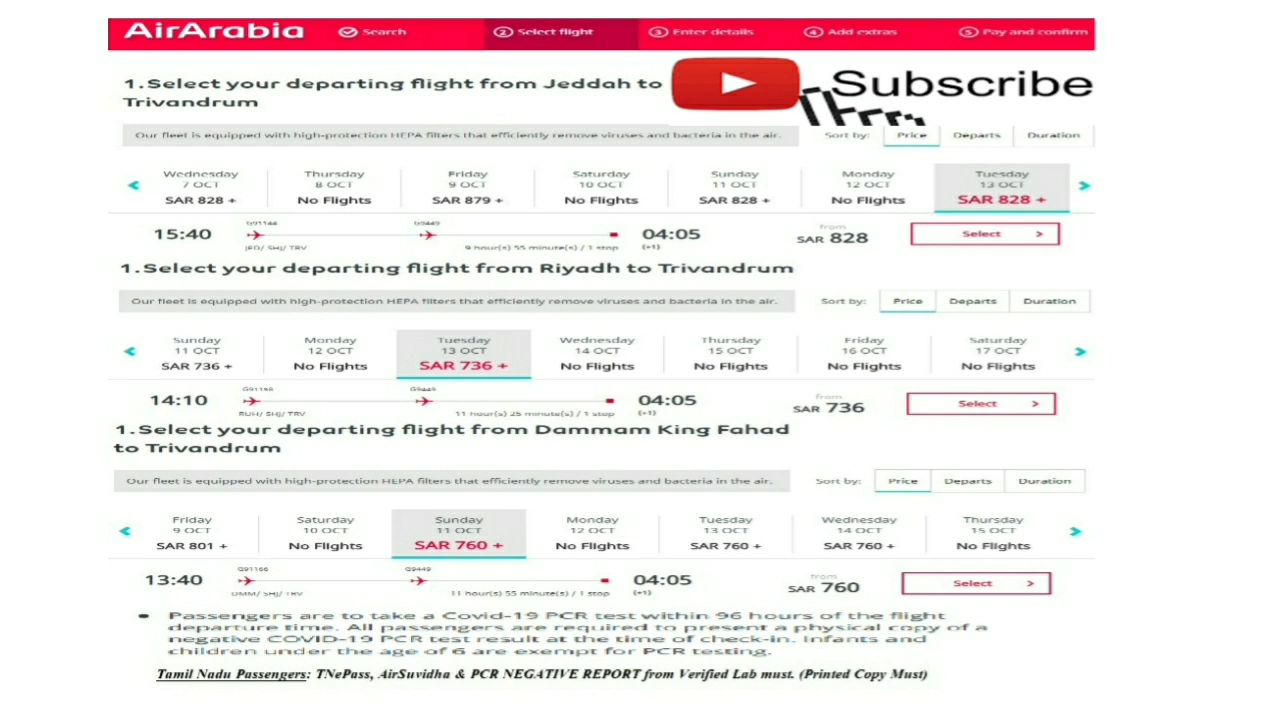 AirArabia Search 2 Select flight 3 Enter details 4 Add extras 5 Pay and confirm
1. Select your departing flight from Jeddah to
Trivandrum
Subscribe
Our fleet is equipped with high-protection HEPA filters that efficiently remove viruses and bacteria in the air. Sort by: Price Departs Duration
Wednesday Thursday Friday Saturday Sunday Monday Tuesday
7 OCT 8 OCT 9 OCT 10 OCT 11 OCT 12 OCT 13 OCT
SAR 828 + No Flights SAR 879 + No Flights SAR 828 + No Flights SAR 828 +
G91144 G9449
15:40 04:05 from SAR 828 Select >
JED/ SHJ/ TRV 9 hour(s) 55 minute(s) / 1 stop (+1)
1. Select your departing flight from Riyadh to Trivandrum
Our fleet is equipped with high-protection HEPA filters that efficiently remove viruses and bacteria in the air. Sort by: Price Departs Duration
Sunday Monday Tuesday Wednesday Thursday Friday Saturday
11 OCT 12 OCT 13 OCT 14 OCT 15 OCT 16 OCT 17 OCT
SAR 736 + No Flights SAR 736 + No Flights No Flights No Flights No Flights
G9449
14:10 04:05 from SAR 736 Select >
RUH/ SHJ/ TRV 11 hour(s) 25 minute(s) / 1 stop (+1)
1. Select your departing flight from Dammam King Fahad
to Trivandrum
Our fleet is equipped with high-protection HEPA filters that efficiently remove viruses and bacteria in the air. Sort by: Price Departs Duration
Friday Saturday Sunday Monday Tuesday Wednesday Thursday
9 OCT 10 OCT 11 OCT 12 OCT 13 OCT 14 OCT 15 OCT
SAR 801 + No Flights SAR 760 + No Flights SAR 760 + SAR 760 + No Flights
G91166 G9449
13:40 04:05 from SAR 760 Select >
DMM/ SHJ/ TRV 11 hour(s) 55 minute(s) / 1 stop (+1)
• Passengers are to take a Covid-19 PCR test within 96 hours of the flight
departure time. All passengers are required to present a physical copy of a
negative COVID-19 PCR test result at the time of check-in. Infants and
children under the age of 6 are exempt for PCR testing.
Tamil Nadu Passengers: TNePass, AirSuvidha & PCR NEGATIVE REPORT from Verified Lab must. (Printed Copy Must)